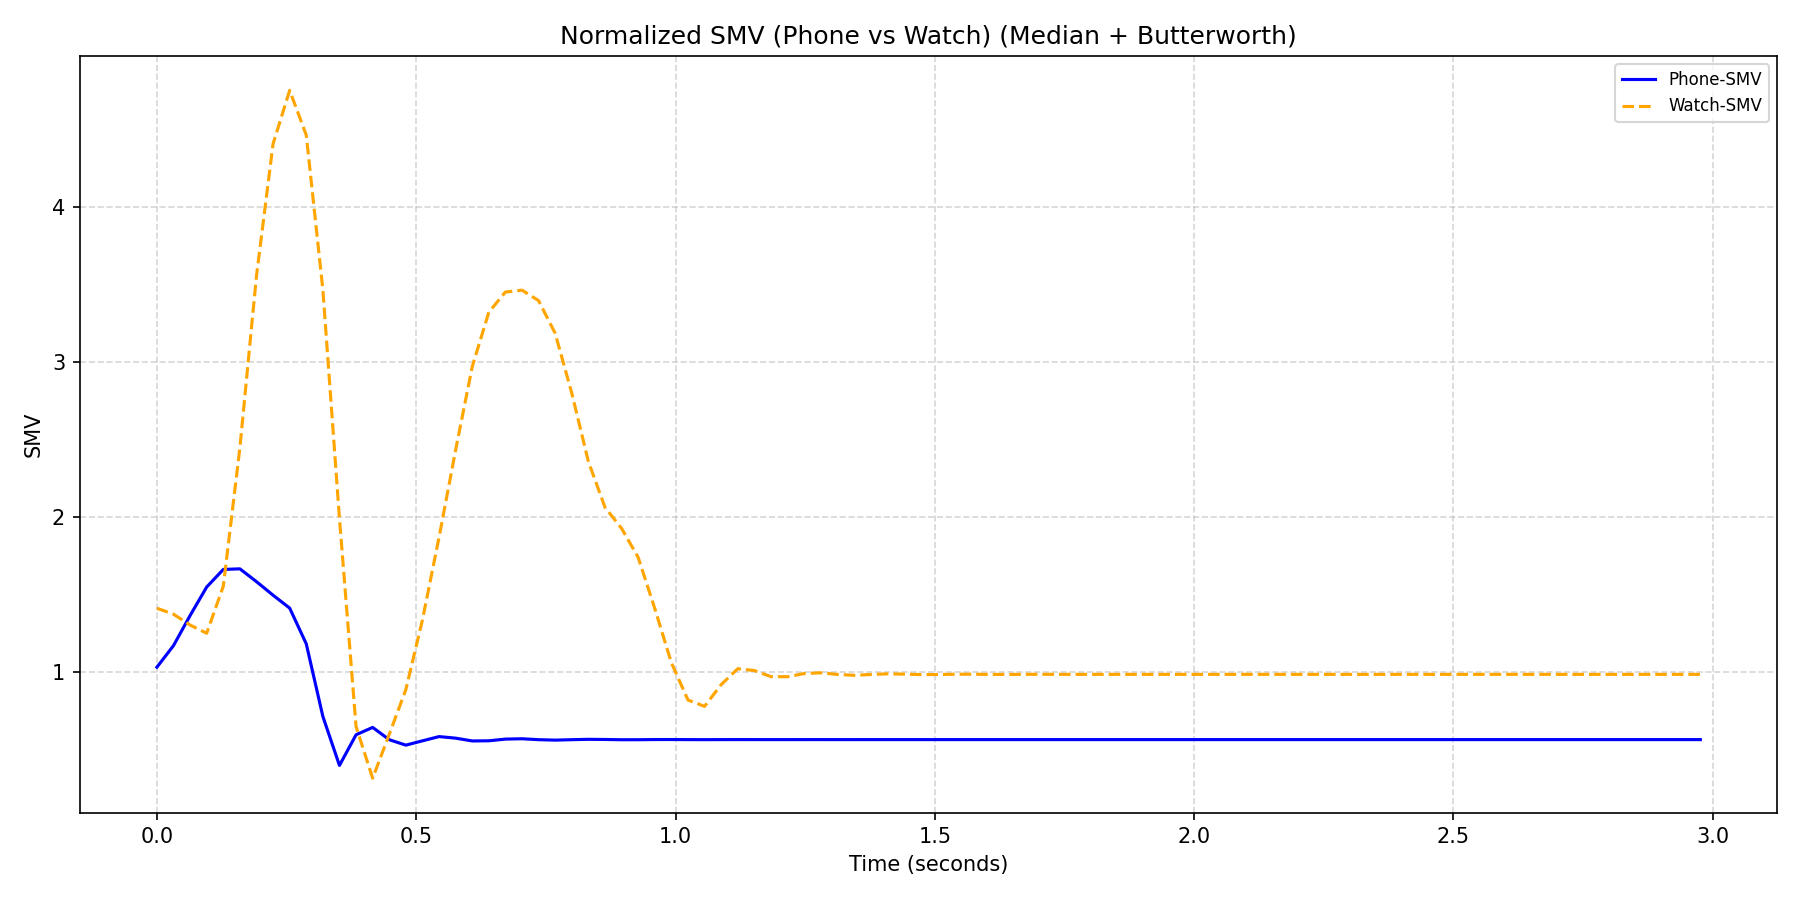 Normalized SMV (Phone vs Watch) (Median + Butterworth)
Phone-SMV
Watch-SMV
SMV
4
3
2
1
0.0 0.5 1.0 1.5 2.0 2.5 3.0
Time (seconds)